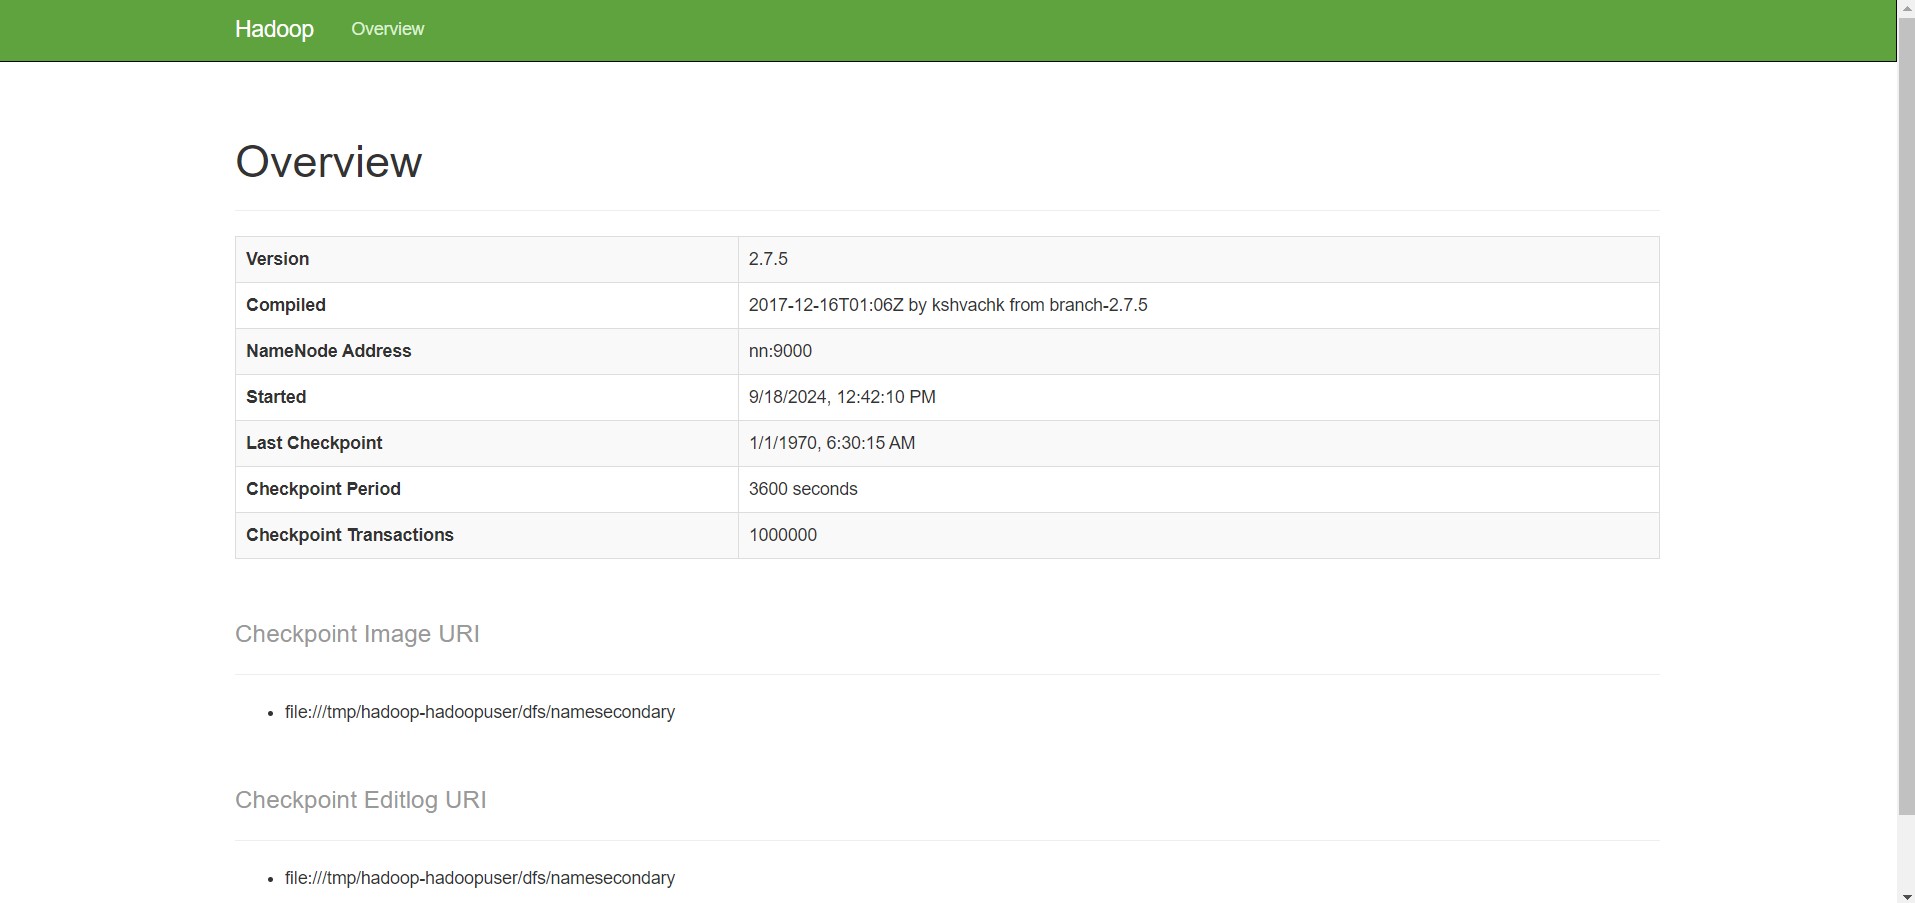 Hadoop Overview
Overview
Version 2.7.5
Compiled 2017-12-16T01:06Z by kshvachk from branch-2.7.5
NameNode Address nn:9000
Started 9/18/2024, 12:42:10 PM
Last Checkpoint 1/1/1970, 6:30:15 AM
Checkpoint Period 3600 seconds
Checkpoint Transactions 1000000
Checkpoint Image URI
• file:///tmp/hadoop-hadoopuser/dfs/namesecondary
Checkpoint Editlog URI
• file:///tmp/hadoop-hadoopuser/dfs/namesecondary